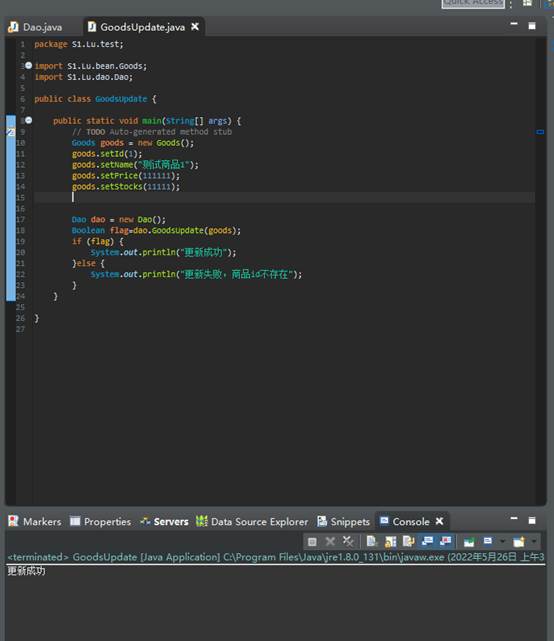 Quick Access
Dao.java GoodsUpdate.java
1 package S1.Lu.test;
2
3 import S1.Lu.bean.Goods;
4 import S1.Lu.dao.Dao;
5
6 public class GoodsUpdate {
7
8 public static void main(String[] args) {
9 // TODO Auto-generated method stub
10 Goods goods = new Goods();
11 goods.setId(1);
12 goods.setName("测试商品1");
13 goods.setPrice(111111);
14 goods.setStocks(11111);
15
16
17 Dao dao = new Dao();
18 Boolean flag=dao.GoodsUpdate(goods);
19 if (flag) {
20 System.out.println("更新成功");
21 }else {
22 System.out.println("更新失败，商品id不存在");
23 }
24 }
25
26 }
27
Markers Properties Servers Data Source Explorer Snippets Console
<terminated> GoodsUpdate [Java Application] C:\Program Files\Java\jre1.8.0_131\bin\javaw.exe (2022年5月26日 上午3
更新成功